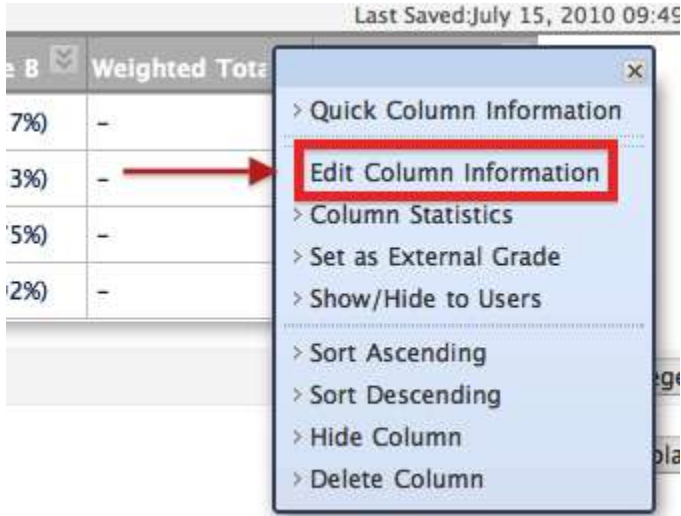 Last Saved:July 15, 2010 09:49
e B Weighted Tota
7%) –
3%) –
5%) –
2%) –
> Quick Column Information
Edit Column Information
> Column Statistics
> Set as External Grade
> Show/Hide to Users
> Sort Ascending
> Sort Descending
> Hide Column
> Delete Column